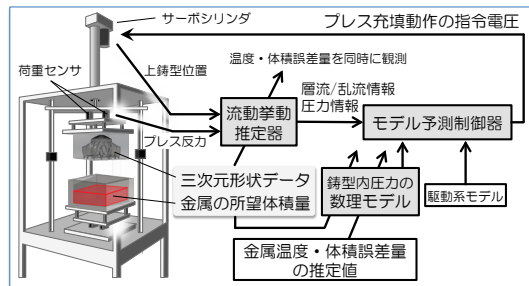 サーボシリンダ
プレス充填動作の指令電圧
荷重センサ
上鋳型位置
温度・体積誤差量を同時に観測
層流/乱流情報
圧力情報
流動挙動
推定器
モデル予測制御器
プレス反力
三次元形状データ
金属の所望体積量
鋳型内圧力の
数理モデル
駆動系モデル
金属温度・体積誤差量
の推定値